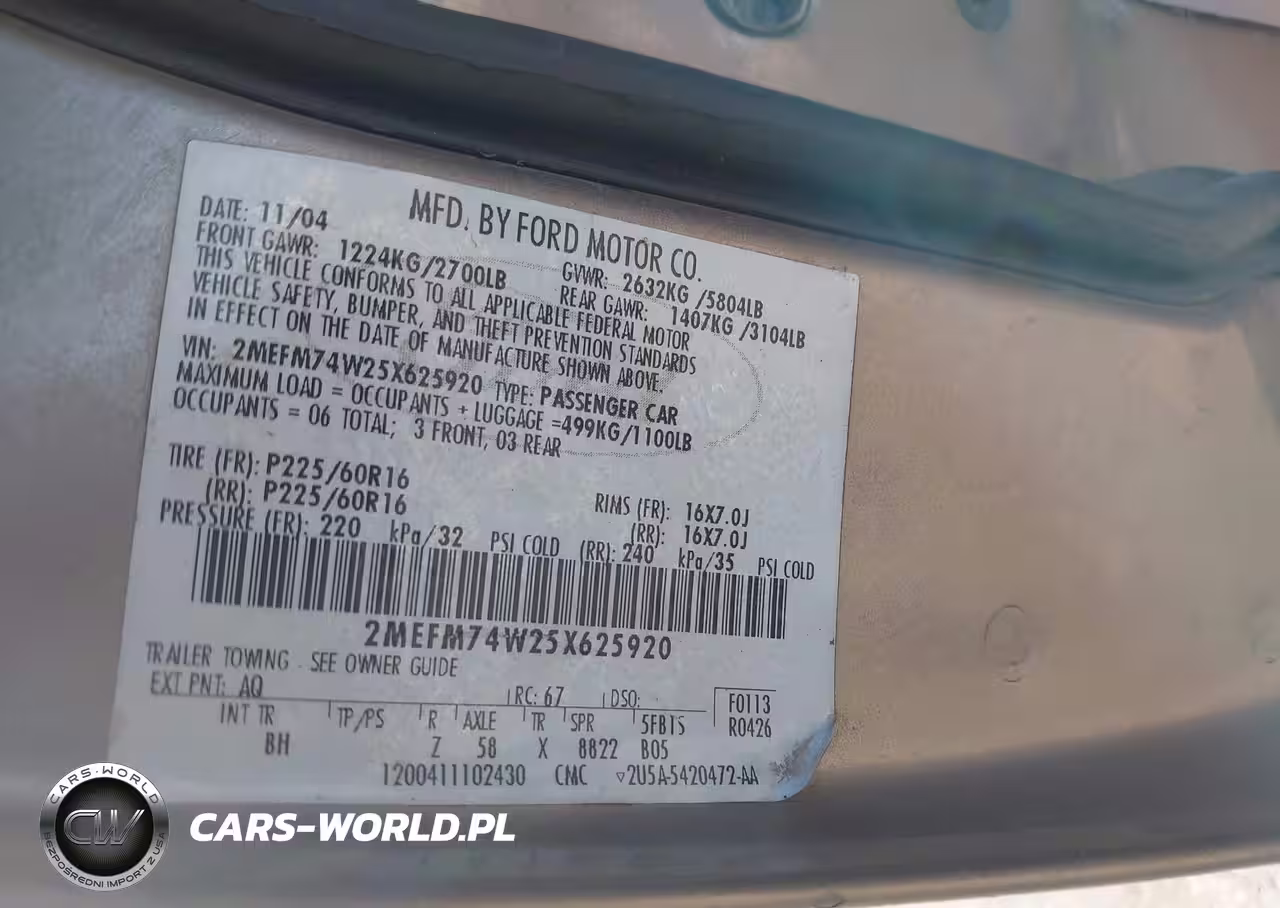 MFD. BY FORD MOTOR CO.
DATE: 11/04
FRONT GAWR: 1224KG/2700LB
GVWR: 2632KG /5804LB
REAR GAWR: 1407KG /3104LB
THIS VEHICLE CONFORMS TO ALL APPLICABLE FEDERAL MOTOR
VEHICLE SAFETY, BUMPER, AND THEFT PREVENTION STANDARDS
IN EFFECT ON THE DATE OF MANUFACTURE SHOWN ABOVE.
VIN: 2MEFM74W25X625920 TYPE: PASSENGER CAR
MAXIMUM LOAD = OCCUPANTS + LUGGAGE =499KG/1100LB
OCCUPANTS = 06 TOTAL; 3 FRONT, 03 REAR
TIRE (FR): P225/60R16 RIMS (FR): 16X7.0J
(RR): P225/60R16 (RR): 16X7.0J
PRESSURE (FR): 220 kPa/32 PSI COLD (RR): 240 kPa/35 PSI COLD
2MEFM74W25X625920
TRAILER TOWING - SEE OWNER GUIDE
EXT PNT: AQ RC: 67 DSO: F0113
INT TR TP/PS R AXLE TR SPR 5FBTS R0426
BH Z 58 X 8822 B05
1200411102430 CMC ▽2U5A-5420472-AA
CARS-WORLD
CW
BEZPOŚREDNI IMPORT Z USA
CARS-WORLD.PL